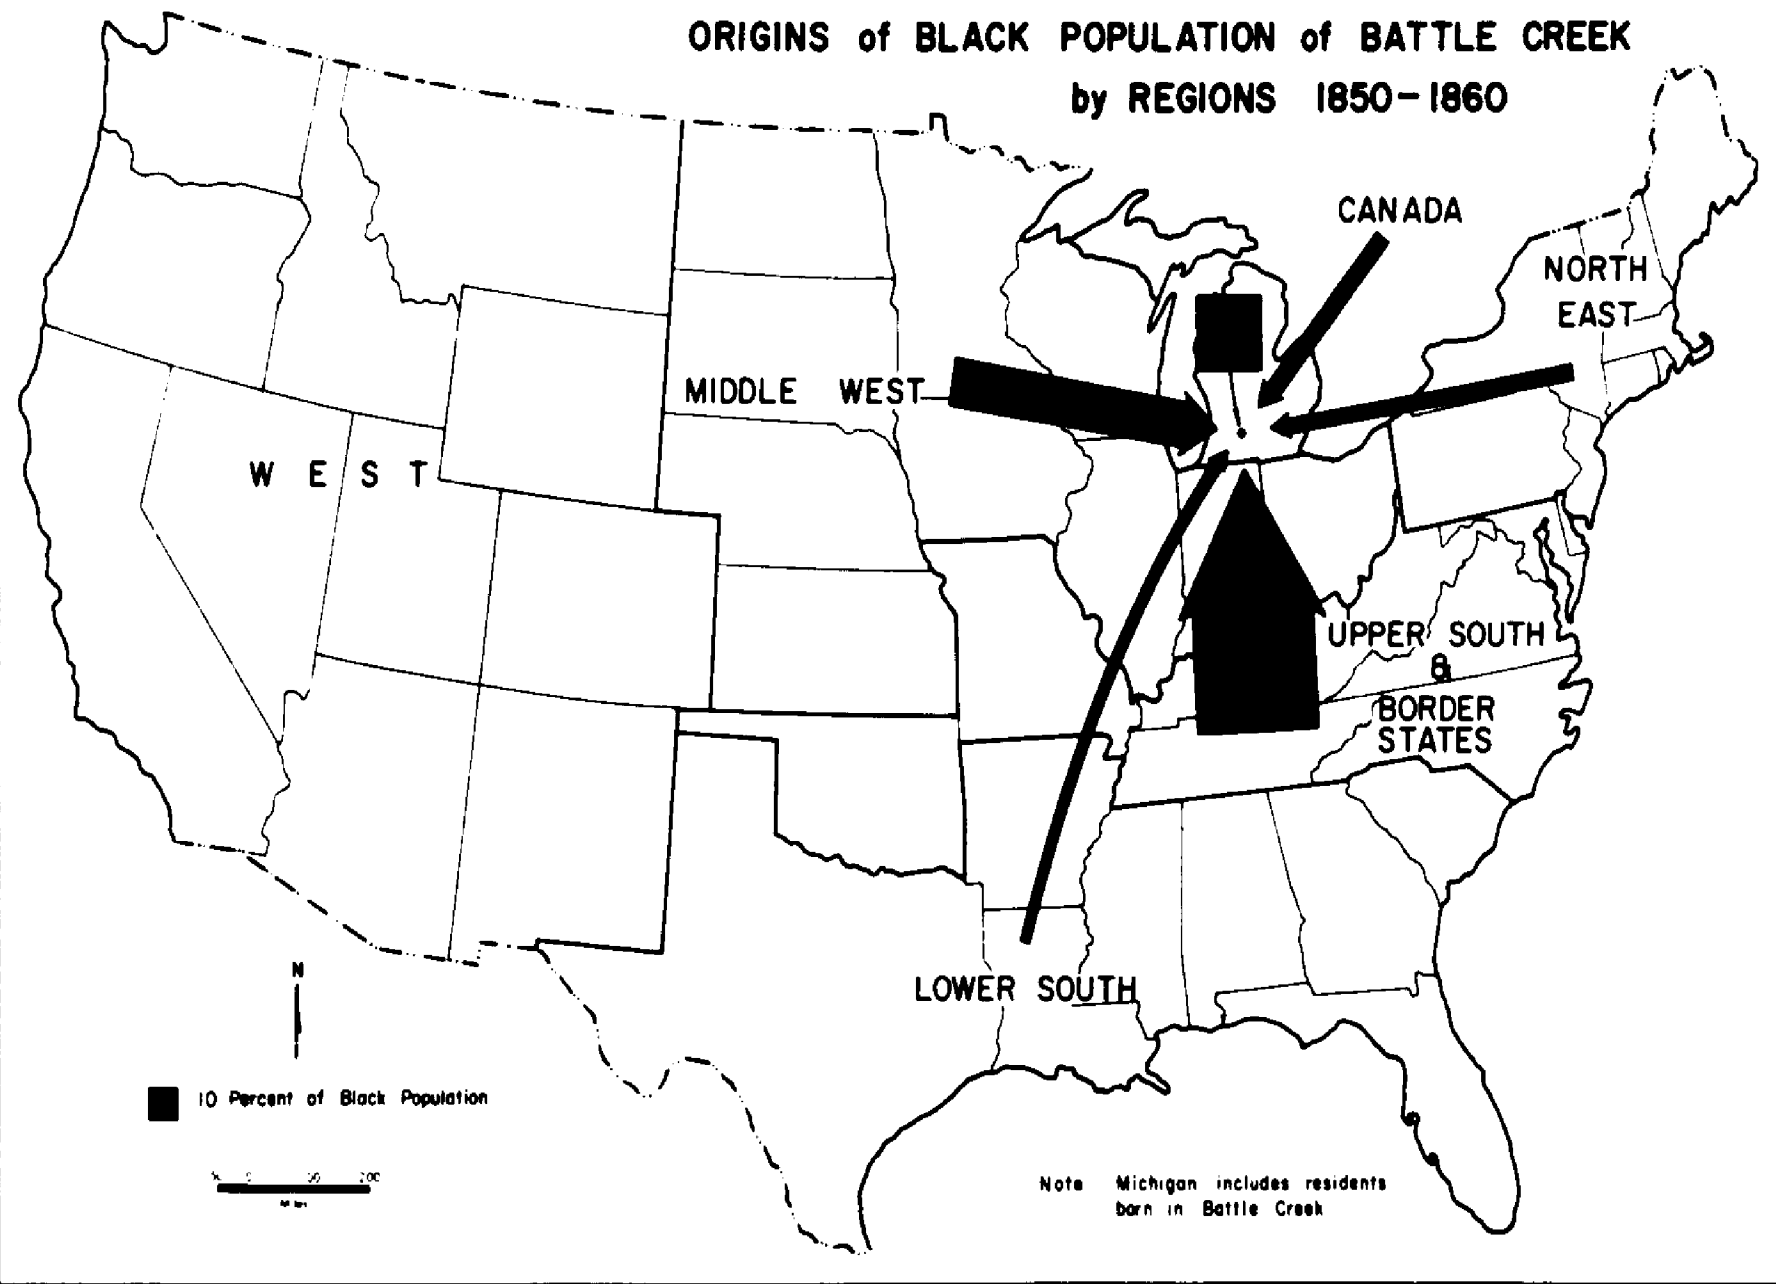 ORIGINS of BLACK POPULATION of BATTLE CREEK
by REGIONS 1850-1860
CANADA
NORTH
EAST
MIDDLE WEST
WEST
UPPER SOUTH
&
BORDER
STATES
LOWER SOUTH
N
10 Percent of Black Population
Note Michigan includes residents
born in Battle Creek